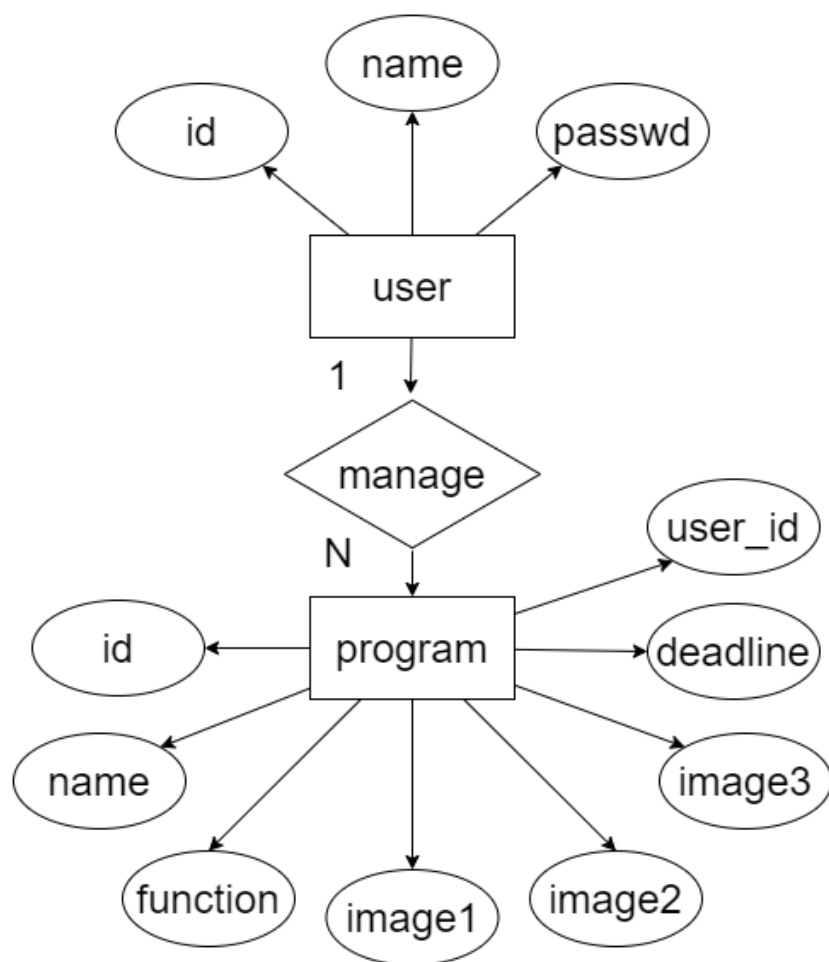 name
id
passwd
user
1
manage
N
user_id
id
program
deadline
name
image3
function
image1
image2